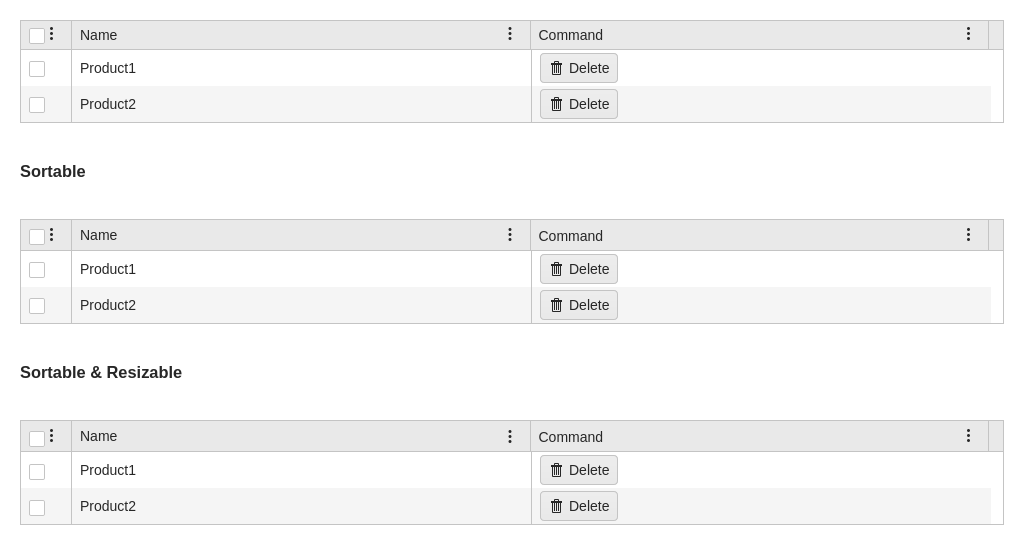 Name Command
Product1 Delete
Product2 Delete
Sortable
Name Command
Product1 Delete
Product2 Delete
Sortable & Resizable
Name Command
Product1 Delete
Product2 Delete